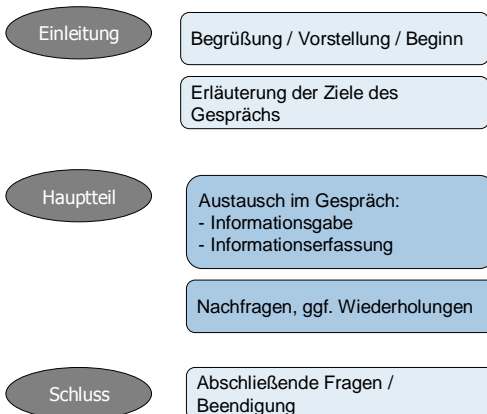 Einleitung
Begrüßung / Vorstellung / Beginn
Erläuterung der Ziele des
Gesprächs
Hauptteil
Austausch im Gespräch:
- Informationsgabe
- Informationserfassung
Nachfragen, ggf. Wiederholungen
Schluss
Abschließende Fragen /
Beendigung